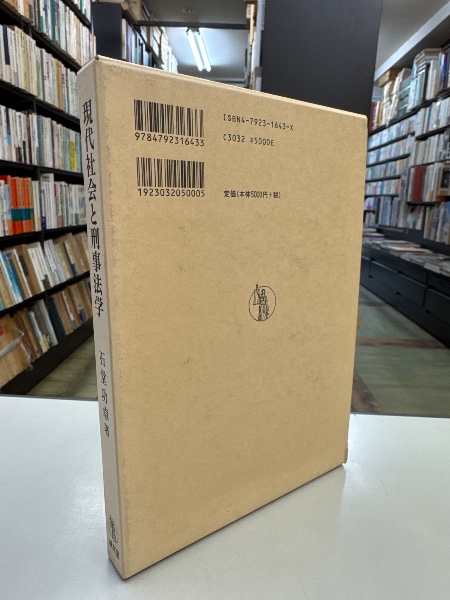 現代社会と刑事法学
石堂功卓著
9784792316433
1923032050005
ISBN4-7923-1643-X
C3032 ¥5000E
定価(本体5000円+税)